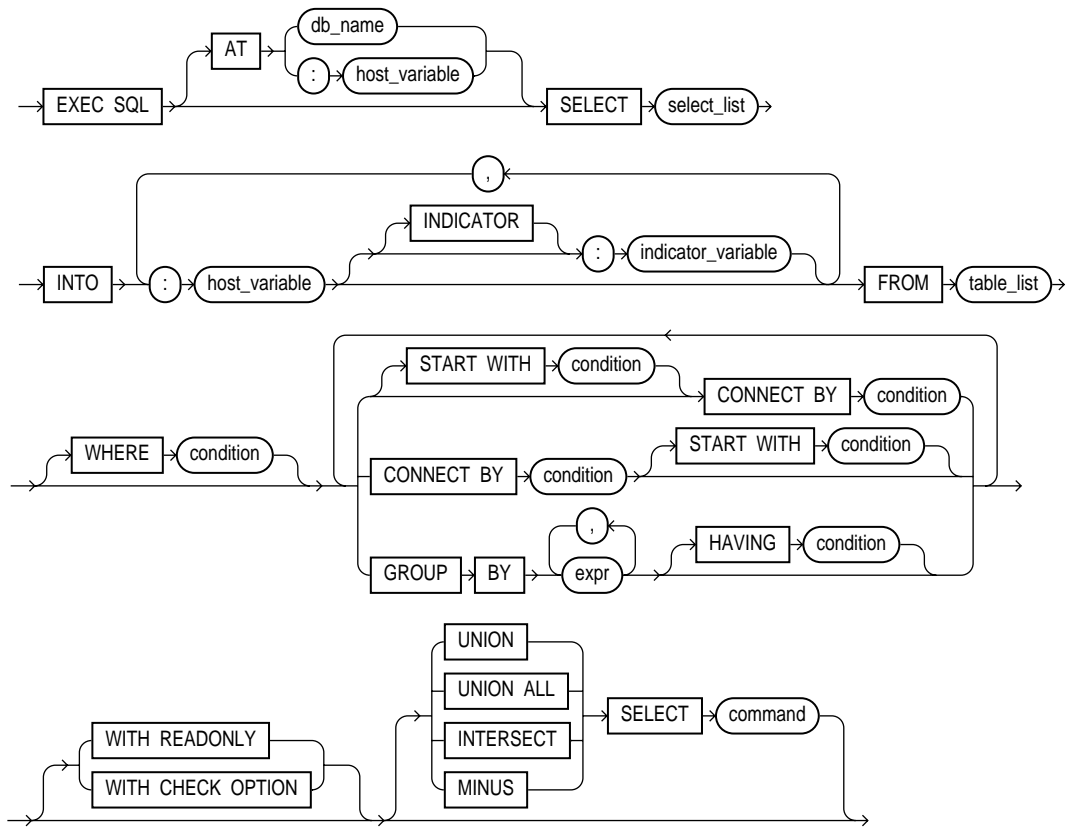 db_name
AT
: host_variable
EXEC SQL SELECT select_list
,
INDICATOR
INTO : host_variable : indicator_variable FROM table_list
START WITH condition
CONNECT BY condition
WHERE condition START WITH condition
CONNECT BY condition
,
HAVING condition
GROUP BY expr
UNION
UNION ALL
SELECT command
WITH READONLY INTERSECT
WITH CHECK OPTION MINUS